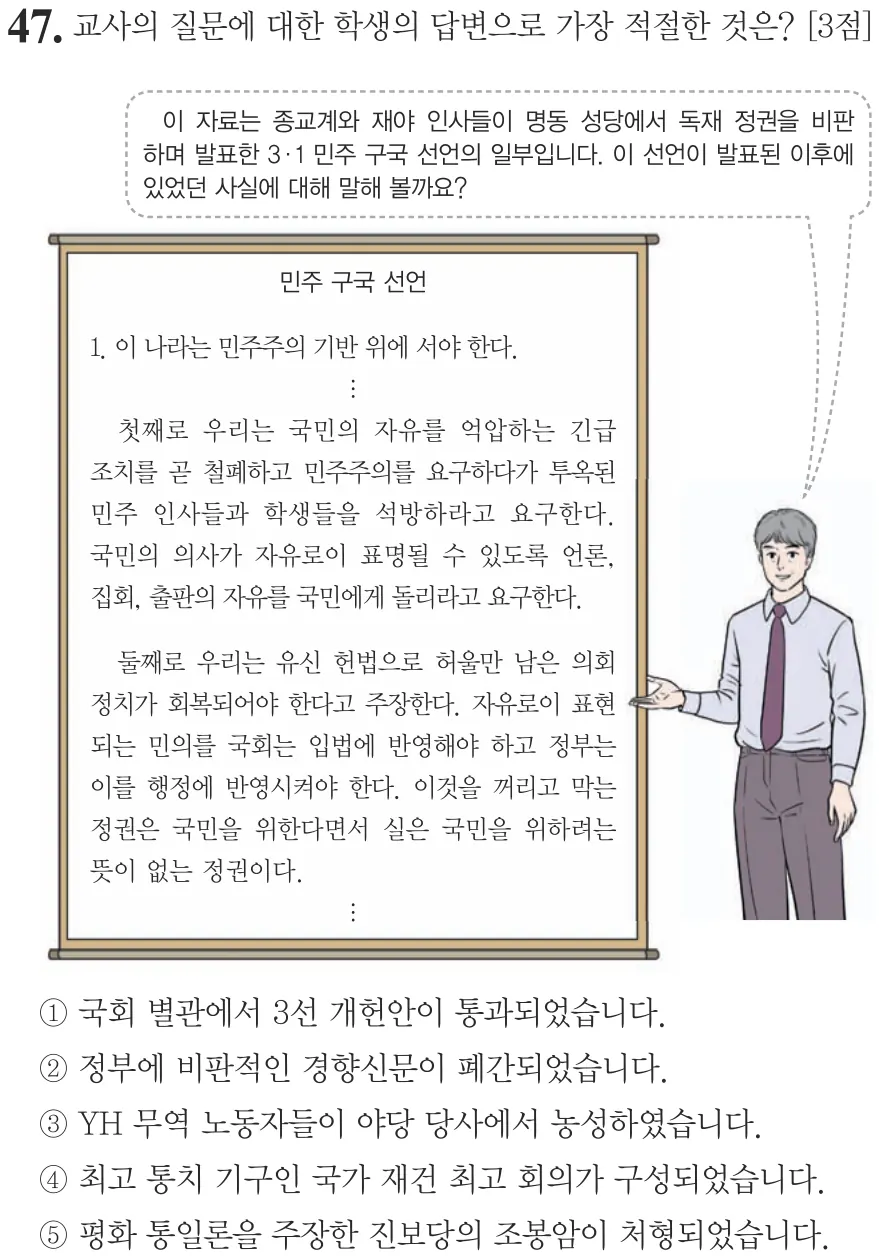 47. 교사의 질문에 대한 학생의 답변으로 가장 적절한 것은? [3점]
이 자료는 종교계와 재야 인사들이 명동 성당에서 독재 정권을 비판
하며 발표한 3·1 민주 구국 선언의 일부입니다. 이 선언이 발표된 이후에
있었던 사실에 대해 말해 볼까요?
민주 구국 선언
1. 이 나라는 민주주의 기반 위에 서야 한다.
⋮
첫째로 우리는 국민의 자유를 억압하는 긴급
조치를 곧 철폐하고 민주주의를 요구하다가 투옥된
민주 인사들과 학생들을 석방하라고 요구한다.
국민의 의사가 자유로이 표명될 수 있도록 언론,
집회, 출판의 자유를 국민에게 돌리라고 요구한다.
둘째로 우리는 유신 헌법으로 허울만 남은 의회
정치가 회복되어야 한다고 주장한다. 자유로이 표현
되는 민의를 국회는 입법에 반영해야 하고 정부는
이를 행정에 반영시켜야 한다. 이것을 꺼리고 막는
정권은 국민을 위한다면서 실은 국민을 위하려는
뜻이 없는 정권이다.
⋮
① 국회 별관에서 3선 개헌안이 통과되었습니다.
② 정부에 비판적인 경향신문이 폐간되었습니다.
③ YH 무역 노동자들이 야당 당사에서 농성하였습니다.
④ 최고 통치 기구인 국가 재건 최고 회의가 구성되었습니다.
⑤ 평화 통일론을 주장한 진보당의 조봉암이 처형되었습니다.